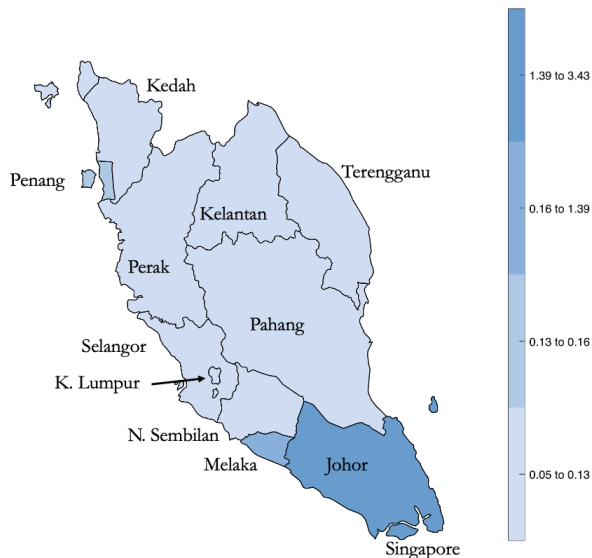 Kedah
Penang
Terengganu
Kelantan
Perak
Pahang
Selangor
K. Lumpur
N. Sembilan
Melaka
Johor
Singapore
1.39 to 3.43
0.16 to 1.39
0.13 to 0.16
0.05 to 0.13